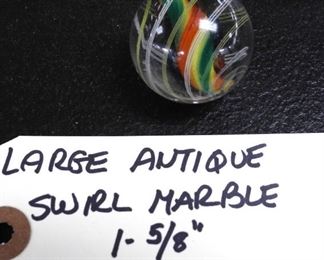 LARGE ANTIQUE
SWIRL MARBLE
1-5/8"